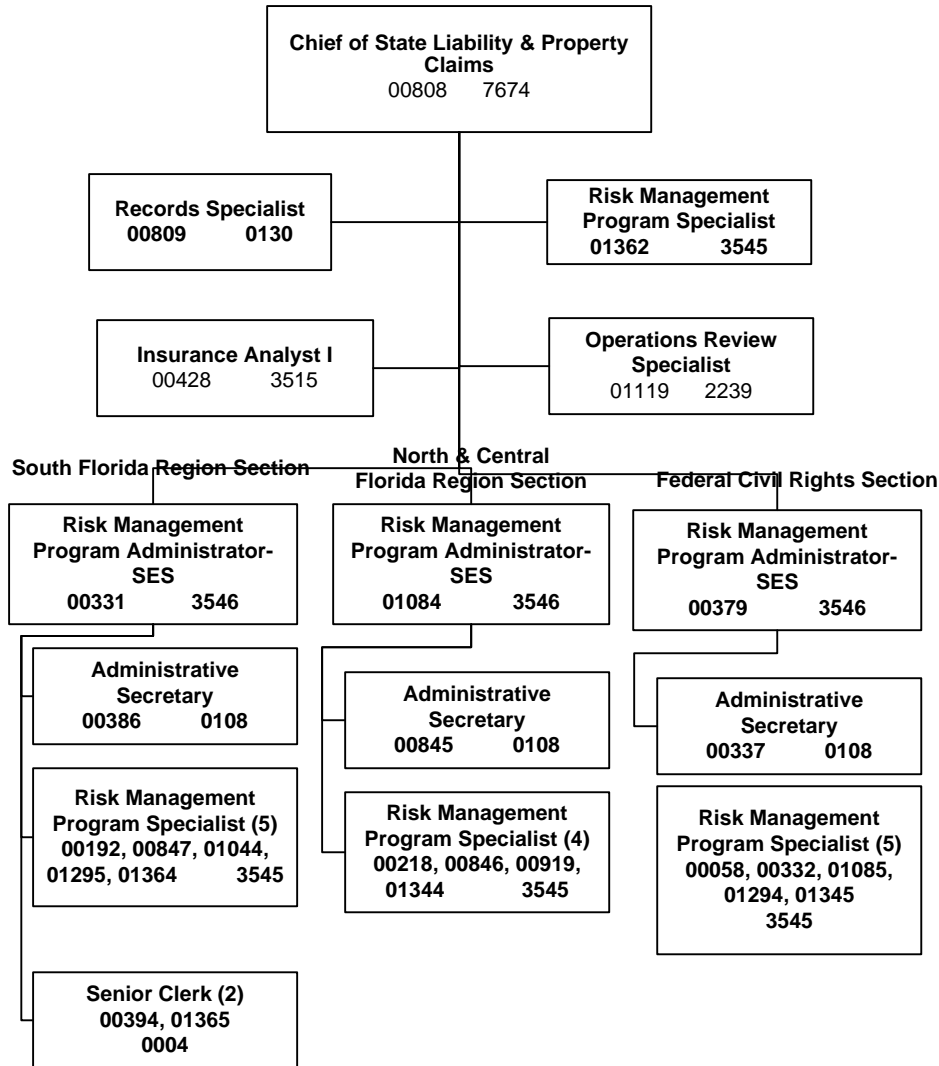 Chief of State Liability & Property
Claims
00808 7674
Records Specialist
00809 0130
Risk Management
Program Specialist
01362 3545
Insurance Analyst I
00428 3515
Operations Review
Specialist
01119 2239
South Florida Region Section
North & Central
Florida Region Section
Federal Civil Rights Section
Risk Management
Program Administrator-
SES
00331 3546
Risk Management
Program Administrator-
SES
01084 3546
Risk Management
Program Administrator-
SES
00379 3546
Administrative
Secretary
00386 0108
Administrative
Secretary
00845 0108
Administrative
Secretary
00337 0108
Risk Management
Program Specialist (5)
00192, 00847, 01044,
01295, 01364 3545
Risk Management
Program Specialist (4)
00218, 00846, 00919,
01344 3545
Risk Management
Program Specialist (5)
00058, 00332, 01085,
01294, 01345
3545
Senior Clerk (2)
00394, 01365
0004